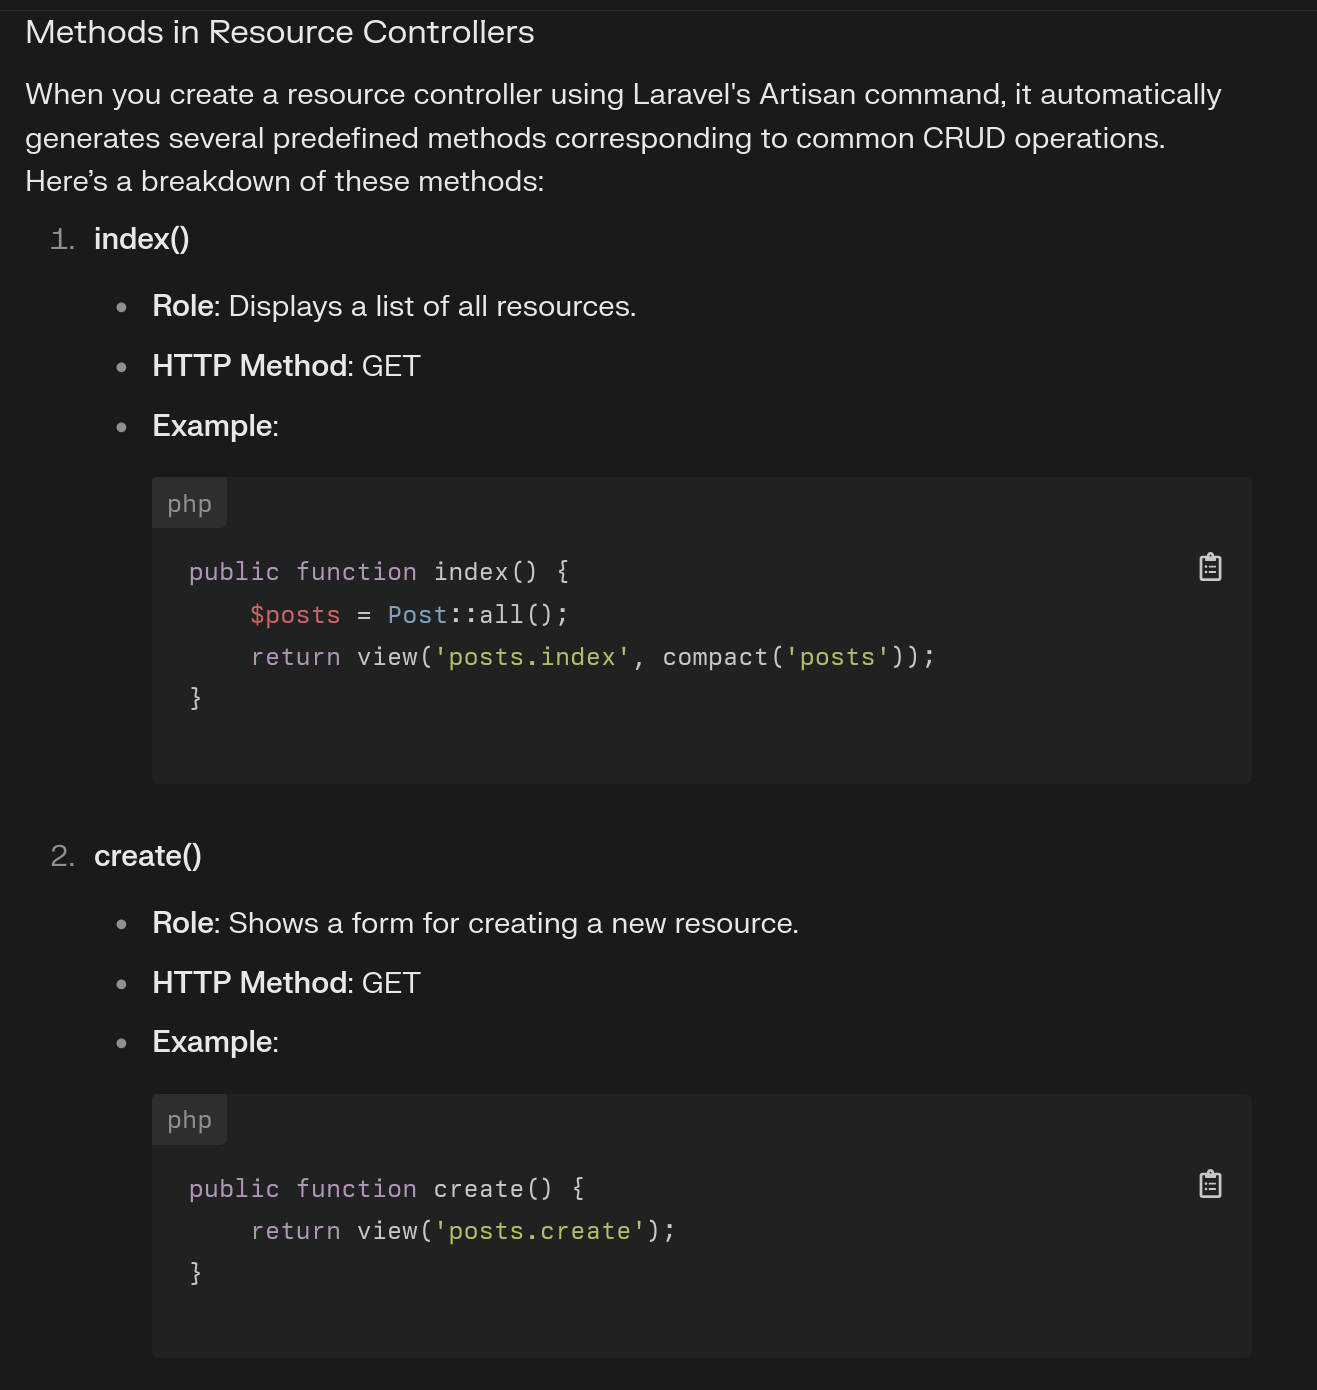 Methods in Resource Controllers
When you create a resource controller using Laravel's Artisan command, it automatically
generates several predefined methods corresponding to common CRUD operations.
Here’s a breakdown of these methods:
1. index()
• Role: Displays a list of all resources.
• HTTP Method: GET
• Example:
php
public function index() {
    $posts = Post::all();
    return view('posts.index', compact('posts'));
}
2. create()
• Role: Shows a form for creating a new resource.
• HTTP Method: GET
• Example:
php
public function create() {
    return view('posts.create');
}